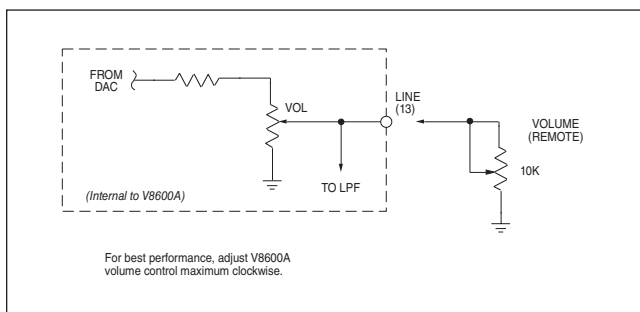 FROM
DAC
VOL
LINE
(13)
VOLUME
(REMOTE)
10K
TO LPF
(Internal to V8600A)
For best performance, adjust V8600A
volume control maximum clockwise.